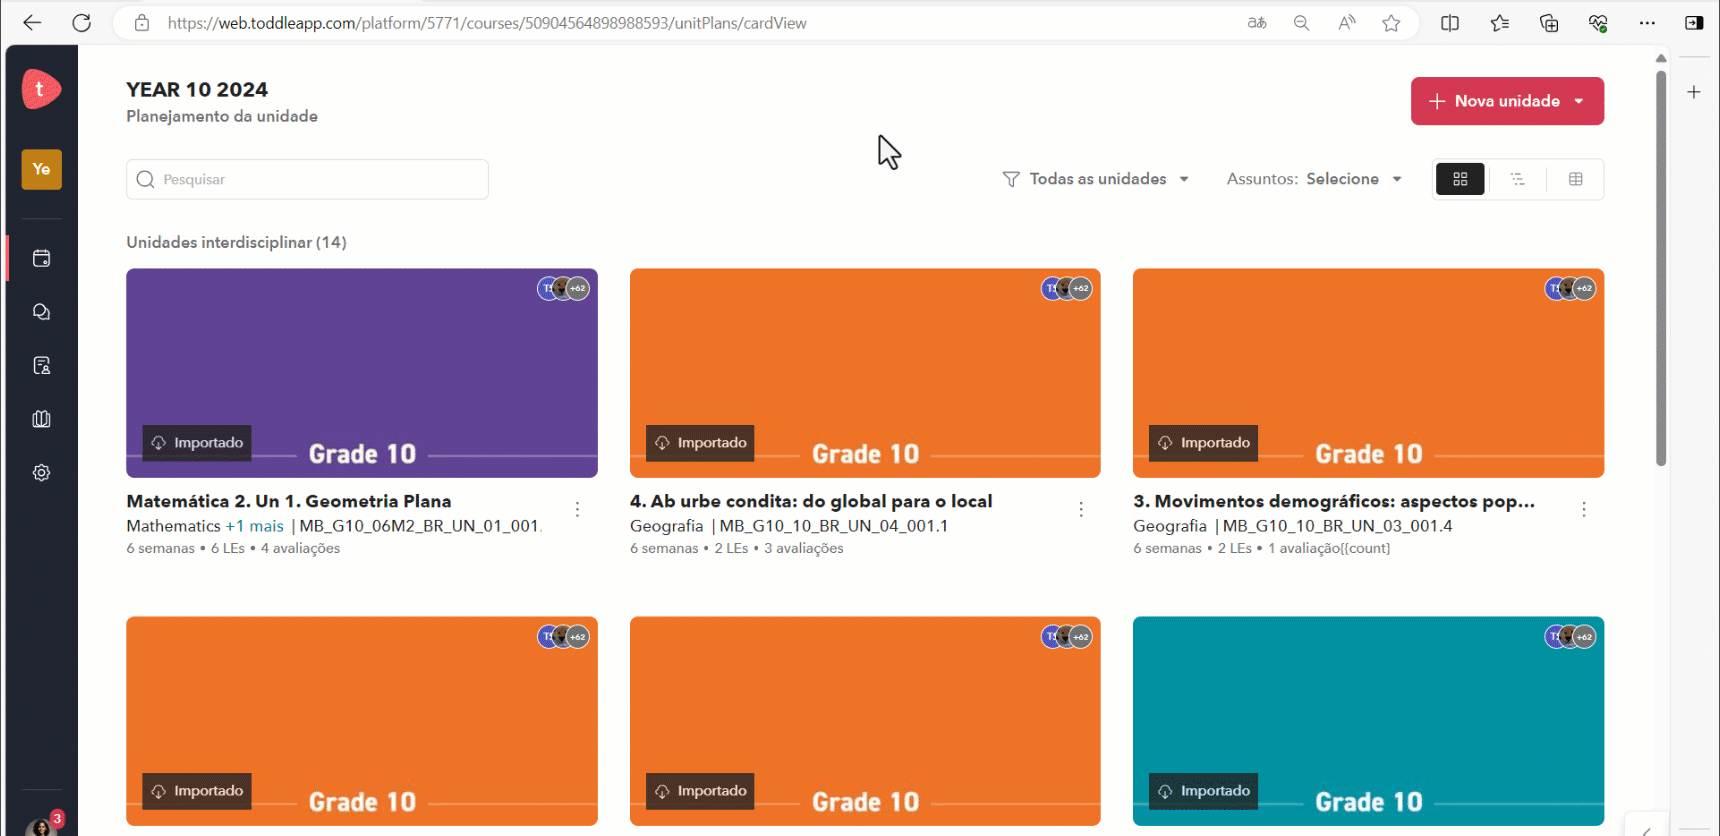 https://web.toddleapp.com/platform/5771/courses/50904564898988593/unitPlans/cardView
t
YEAR 10 2024
Planejamento da unidade
Nova unidade
Ye
Pesquisar
Todas as unidades
Assuntos: Selecione
Unidades interdisciplinar (14)
+62
+62
+62
Importado
Grade 10
Importado
Grade 10
Importado
Grade 10
Matemática 2. Un 1. Geometria Plana
Mathematics +1 mais | MB_G10_06M2_BR_UN_01_001.
6 semanas • 6 LEs • 4 avaliações
4. Ab urbe condita: do global para o local
Geografia | MB_G10_10_BR_UN_04_001.1
6 semanas • 2 LEs • 3 avaliações
3. Movimentos demográficos: aspectos pop...
Geografia | MB_G10_10_BR_UN_03_001.4
6 semanas • 2 LEs • 1 avaliação{{count}
+62
+62
+62
Importado
Grade 10
Importado
Grade 10
Importado
Grade 10
3